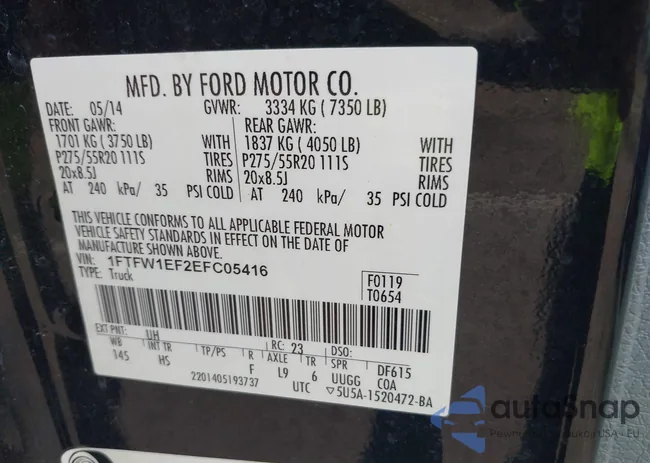 MFD. BY FORD MOTOR CO.
DATE: 05/14 GVWR: 3334 KG ( 7350 LB)
FRONT GAWR: REAR GAWR:
1701 KG ( 3750 LB) WITH 1837 KG ( 4050 LB) WITH
P275/55R20 111S TIRES P275/55R20 111S TIRES
20x8.5J RIMS 20x8.5J RIMS
AT 240 kPa/ 35 PSI COLD AT 240 kPa/ 35 PSI COLD
THIS VEHICLE CONFORMS TO ALL APPLICABLE FEDERAL MOTOR
VEHICLE SAFETY STANDARDS IN EFFECT ON THE DATE OF
MANUFACTURE SHOWN ABOVE.
VIN: 1FTFW1EF2EFC05416
TYPE: Truck
F0119
T0654
EXT PNT: UH RC: 23 DSO:
WB INT TR TP/PS R AXLE TR SPR DF615
145 HS F L9 6 UUGG COA
2201405193737 UTC ▽5U5A-1520472-BA
autoSnap
USA - EU